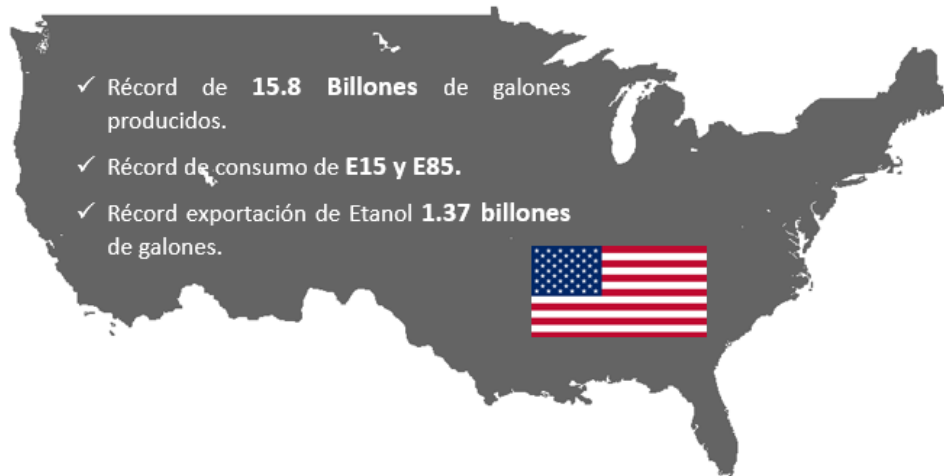 ✓ Récord de 15.8 Billones de galones
producidos.
✓ Récord de consumo de E15 y E85.
✓ Récord exportación de Etanol 1.37 billones
de galones.